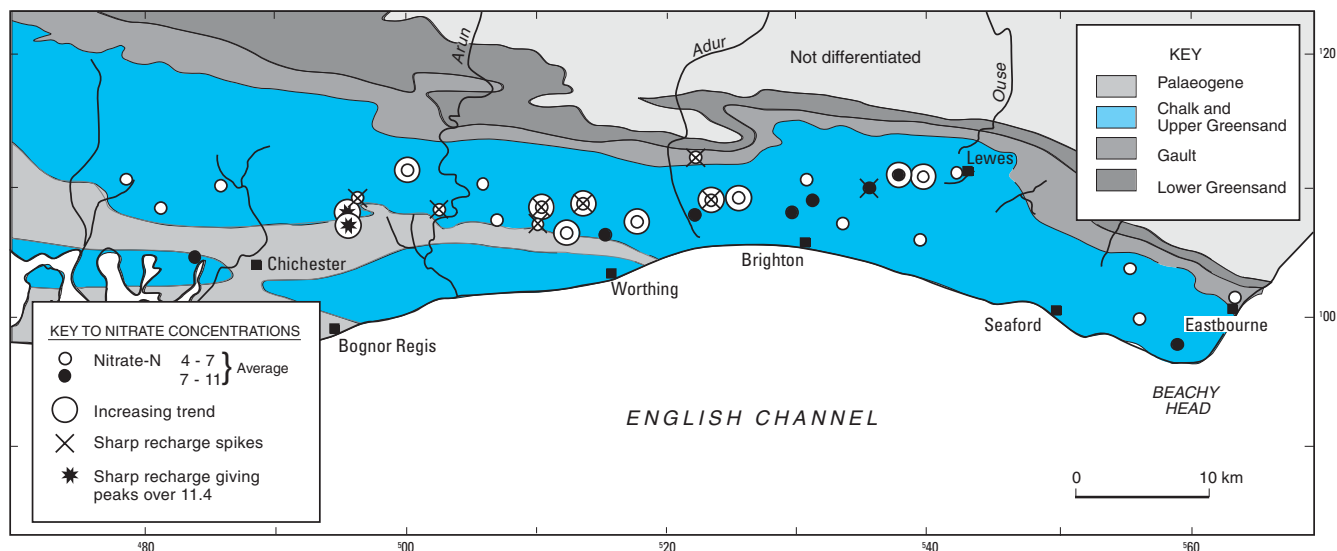 Arun
Adur
Ouse
Not differentiated
KEY
Palaeogene
Chalk and
Upper Greensand
Gault
Lower Greensand
¹20
Lewes
Chichester
Brighton
Worthing
Seaford
Eastbourne
¹00
Bognor Regis
BEACHY
HEAD
ENGLISH CHANNEL
KEY TO NITRATE CONCENTRATIONS
Nitrate-N 4 - 7
7 - 11 } Average
Increasing trend
Sharp recharge spikes
Sharp recharge giving
peaks over 11.4
0 10 km
⁴80 ⁵00 ⁵20 ⁵30 ⁵40 ⁵60